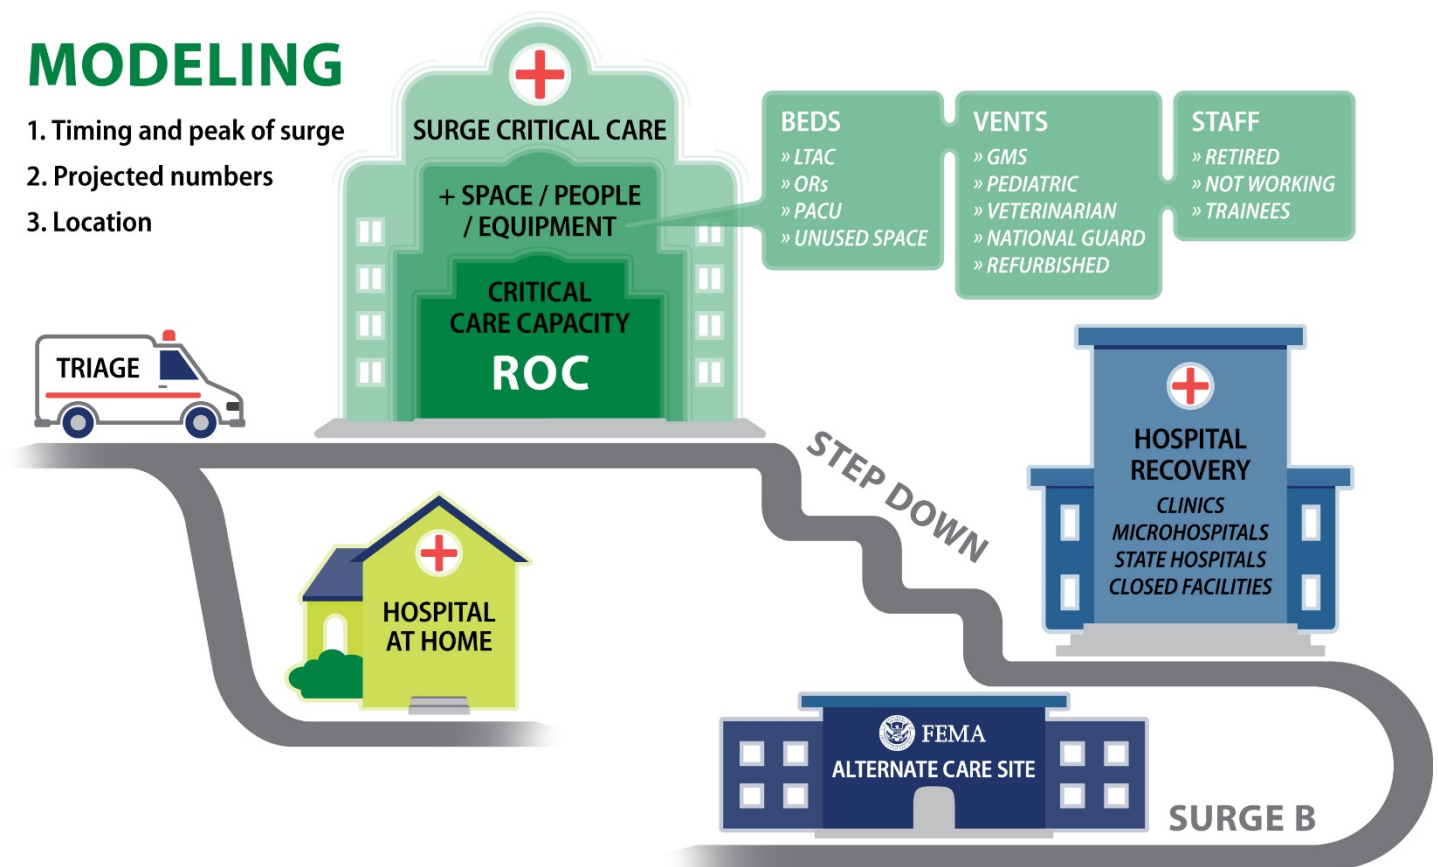 MODELING
1. Timing and peak of surge
2. Projected numbers
3. Location
SURGE CRITICAL CARE
+ SPACE / PEOPLE
/ EQUIPMENT
CRITICAL
CARE CAPACITY
ROC
BEDS
» LTAC
» ORs
» PACU
» UNUSED SPACE
VENTS
» GMS
» PEDIATRIC
» VETERINARIAN
» NATIONAL GUARD
» REFURBISHED
STAFF
» RETIRED
» NOT WORKING
» TRAINEES
TRIAGE
STEP DOWN
HOSPITAL
RECOVERY
CLINICS
MICROHOSPITALS
STATE HOSPITALS
CLOSED FACILITIES
HOSPITAL
AT HOME
FEMA
ALTERNATE CARE SITE
SURGE B